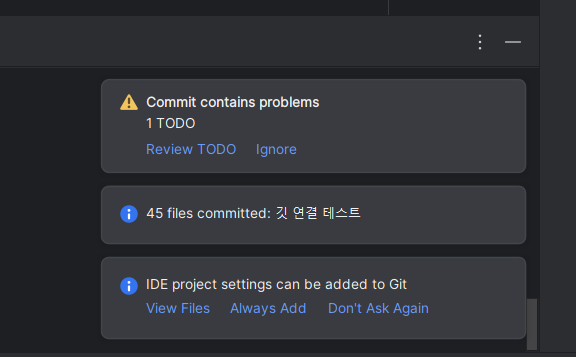 Commit contains problems
1 TODO
Review TODO Ignore
45 files committed: 깃 연결 테스트
IDE project settings can be added to Git
View Files Always Add Don't Ask Again